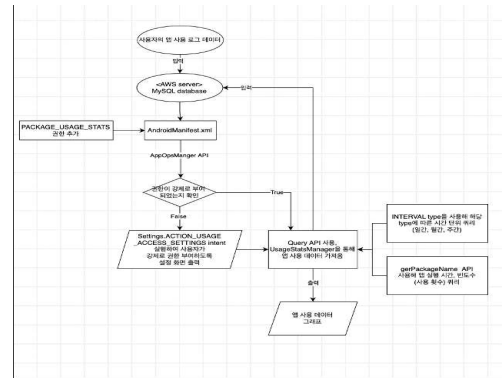 사용자의 앱 사용 로그 데이터
입력
<AWS server>
MySQL database
입력
PACKAGE_USAGE_STATS
권한 추가
AndroidManifest.xml
AppOpsManger API
권한이 강제로 부여
되었는지 확인
True
False
Settings.ACTION_USAGE
_ACCESS_SETTINGS intent
실행하여 사용자가
강제로 권한 부여하도록
설정 화면 출력
Query API 사용,
UsageStatsManager을 통해
앱 사용 데이터 가져옴
INTERVAL type를 사용해 해당
type에 따른 시간 단위 쿼리
(일간, 월간, 주간)
gerPackageName API
사용해 앱 실행 시간, 빈도수
(사용 횟수) 쿼리
출력
앱 사용 데이터
그래프